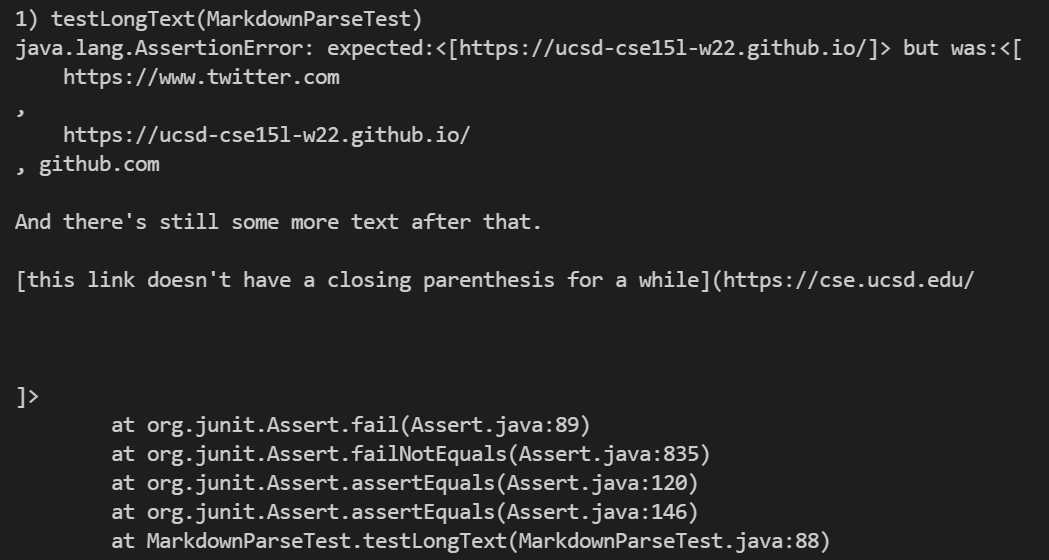 1) testLongText(MarkdownParseTest)
java.lang.AssertionError: expected:<[https://ucsd-cse15l-w22.github.io/]> but was:<[
    https://www.twitter.com
,
    https://ucsd-cse15l-w22.github.io/
, github.com

And there's still some more text after that.

[this link doesn't have a closing parenthesis for a while](https://cse.ucsd.edu/



]>
        at org.junit.Assert.fail(Assert.java:89)
        at org.junit.Assert.failNotEquals(Assert.java:835)
        at org.junit.Assert.assertEquals(Assert.java:120)
        at org.junit.Assert.assertEquals(Assert.java:146)
        at MarkdownParseTest.testLongText(MarkdownParseTest.java:88)